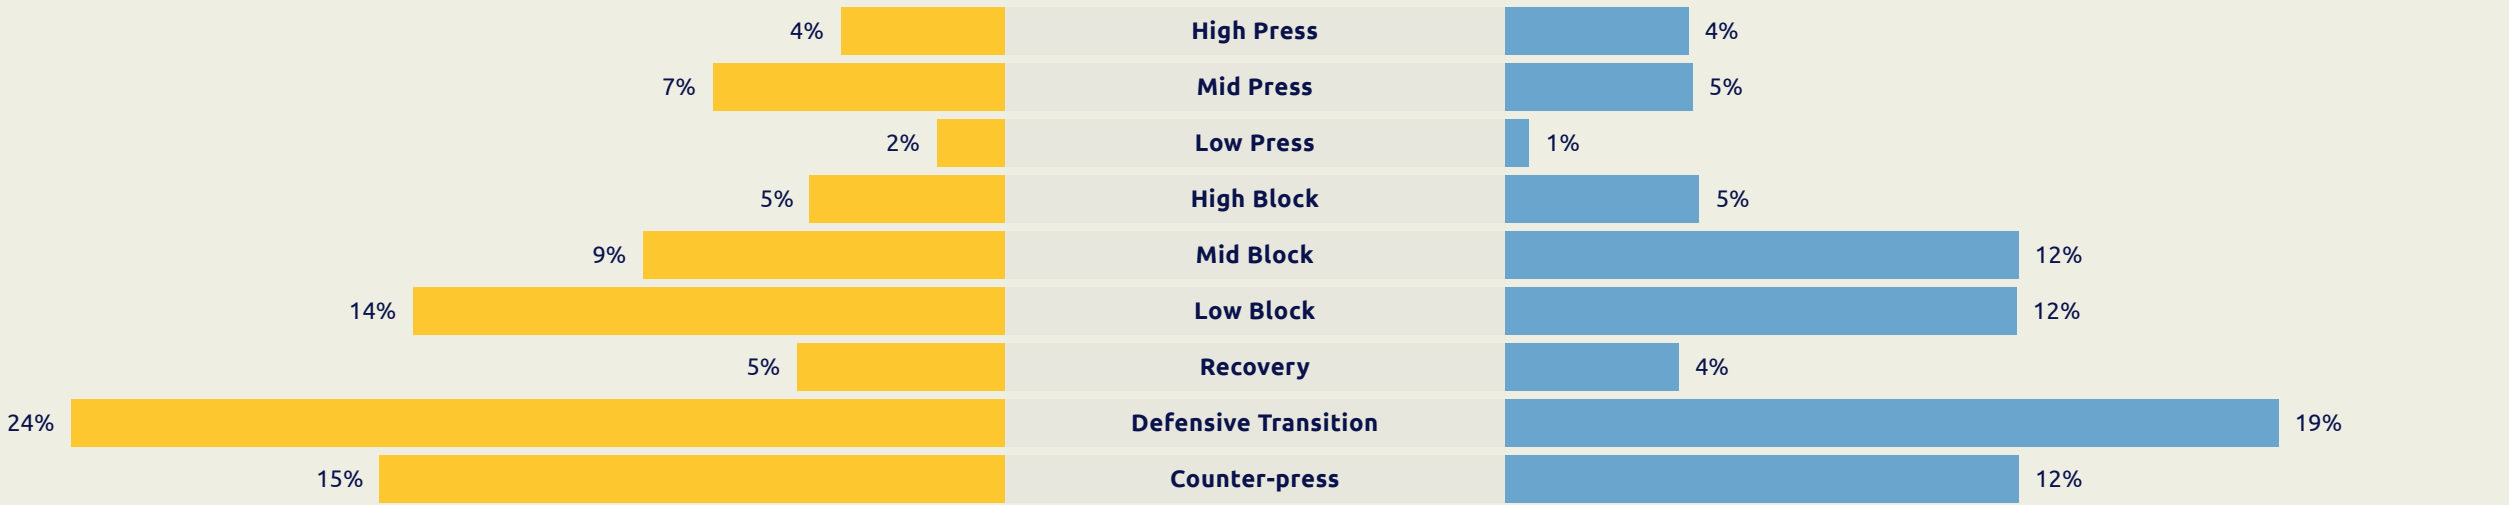 4% High Press 4%
7% Mid Press 5%
2% Low Press 1%
5% High Block 5%
9% Mid Block 12%
14% Low Block 12%
5% Recovery 4%
24% Defensive Transition 19%
15% Counter-press 12%